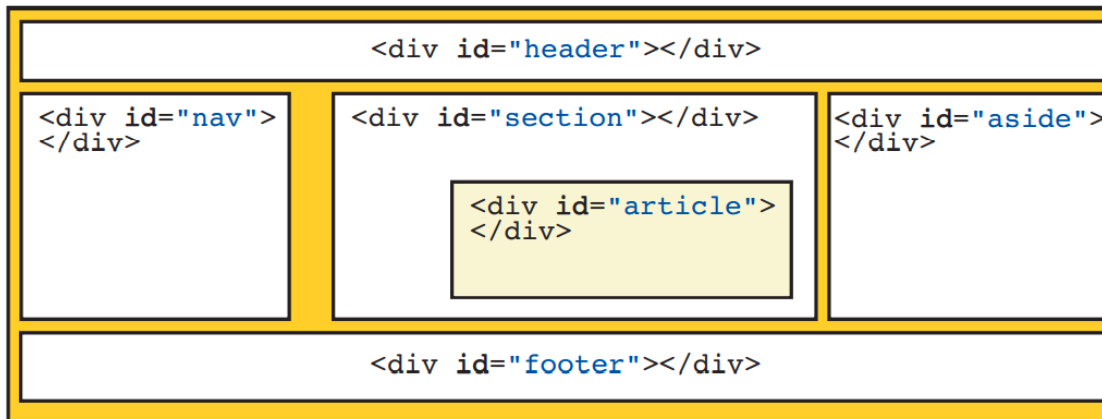 <div id="header"></div>
<div id="nav">
</div>
<div id="section"></div>
<div id="article">
</div>
<div id="aside">
</div>
<div id="footer"></div>